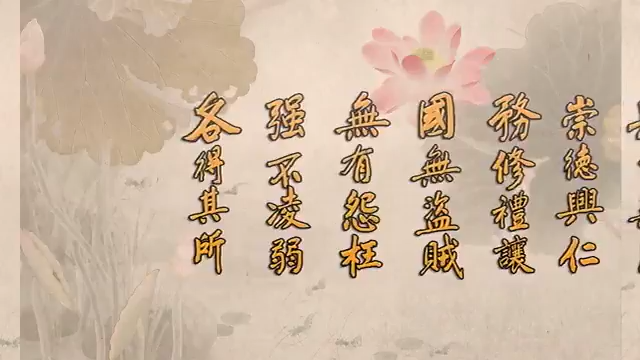 崇德興仁
務修禮讓
國無盜賊
無有怨枉
强不凌弱
各得其所